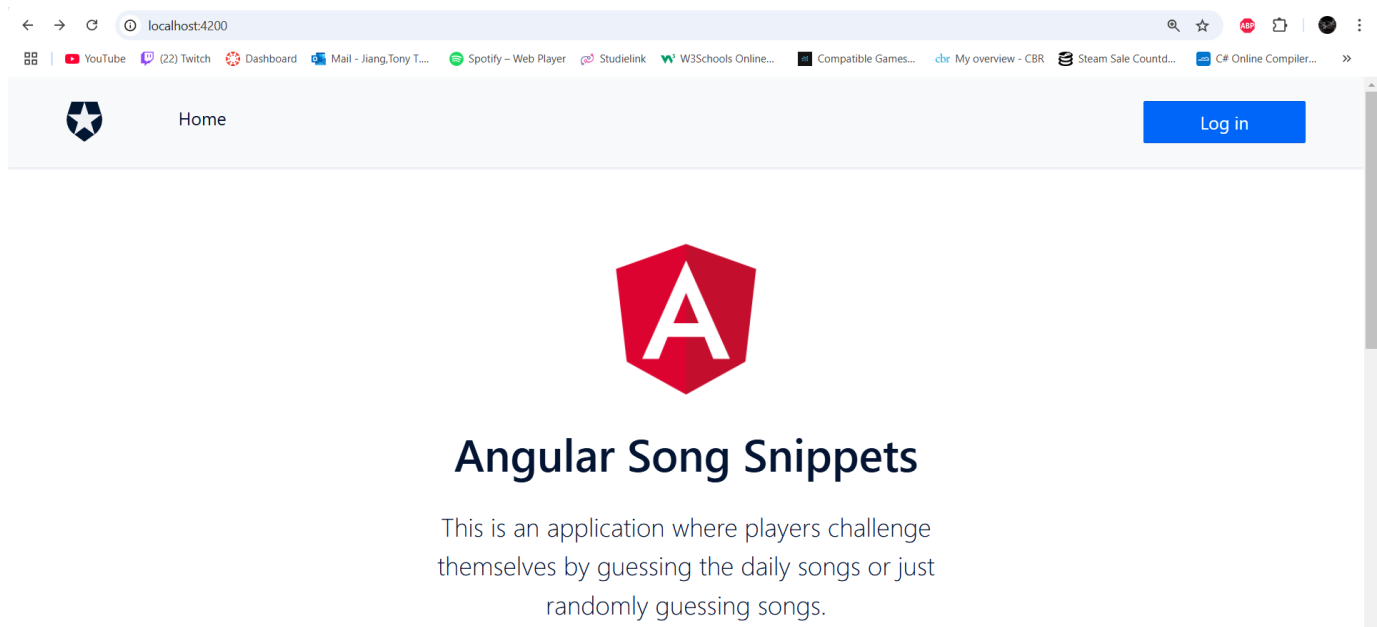 localhost:4200
ABP
YouTube (22) Twitch Dashboard Mail - Jiang,Tony T.... Spotify – Web Player Studielink W3Schools Online... Compatible Games... cbr My overview - CBR Steam Sale Countd... C# Online Compiler... »
Home Log in
A
Angular Song Snippets
This is an application where players challenge
themselves by guessing the daily songs or just
randomly guessing songs.